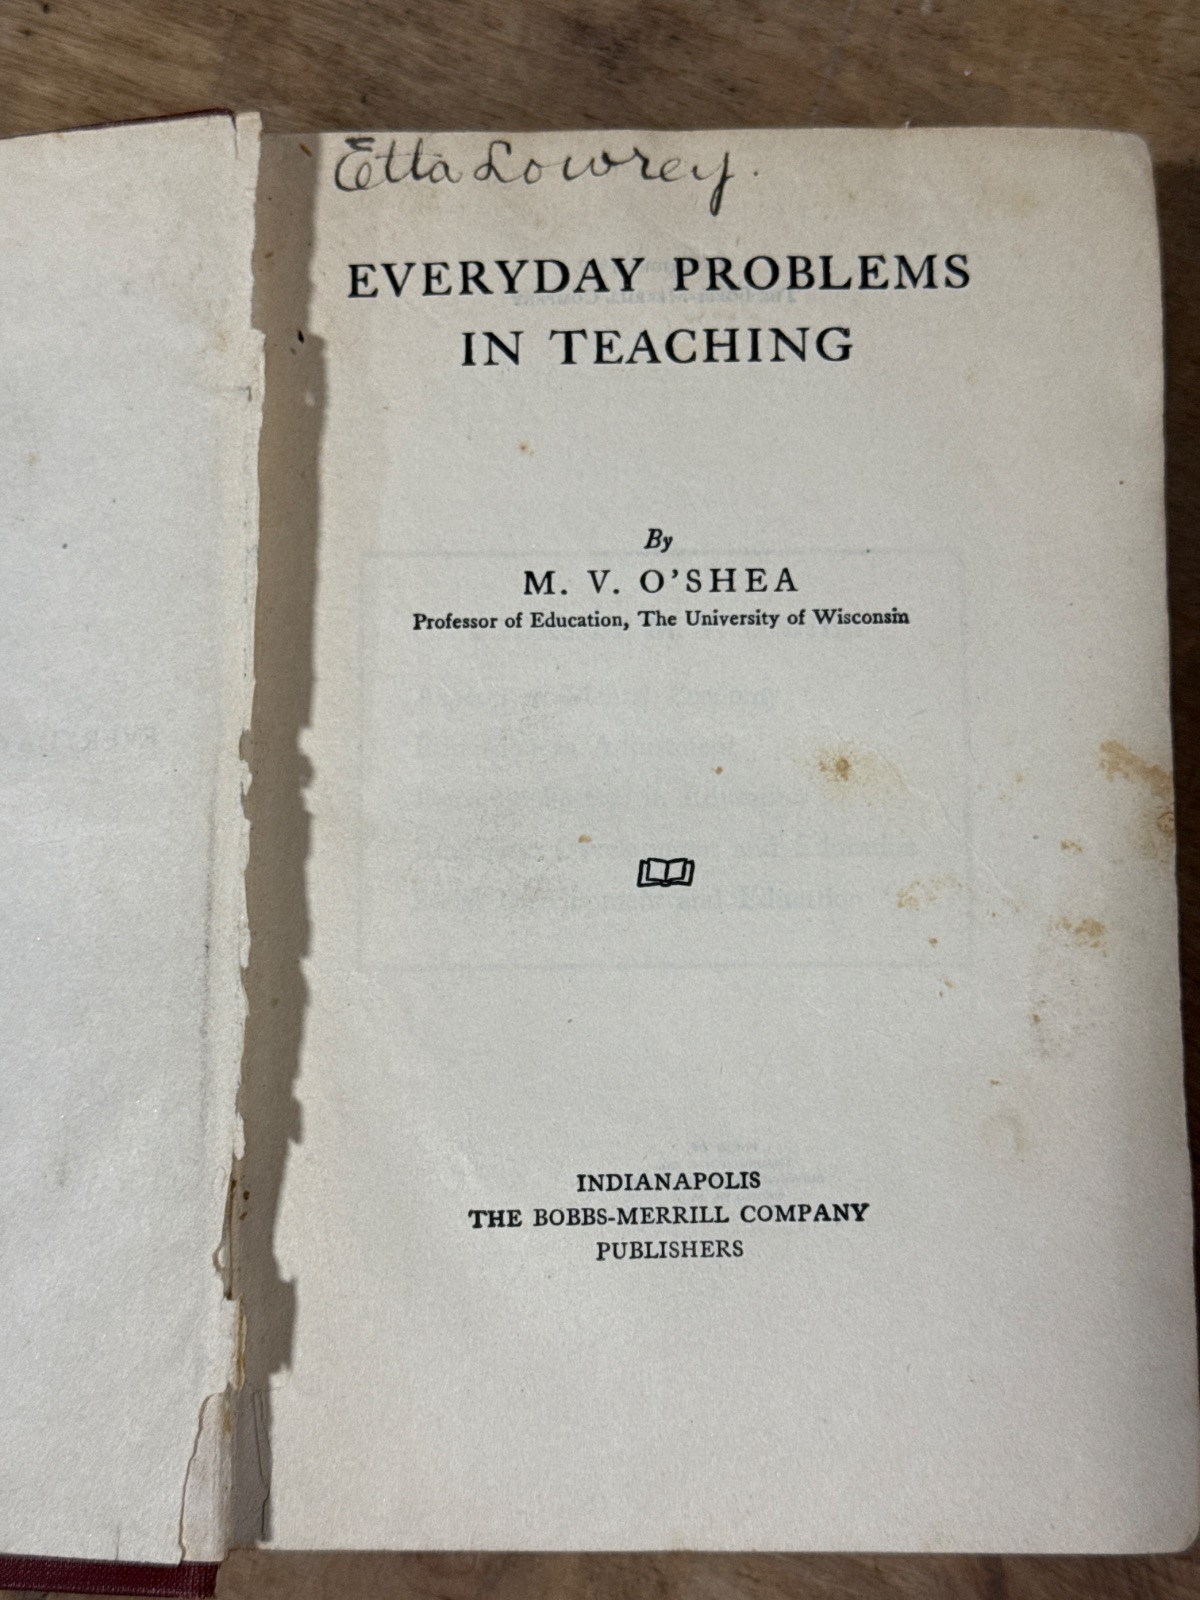 Etta Lowrey.
EVERYDAY PROBLEMS
IN TEACHING
By
M. V. O'SHEA
Professor of Education, The University of Wisconsin
INDIANAPOLIS
THE BOBBS-MERRILL COMPANY
PUBLISHERS